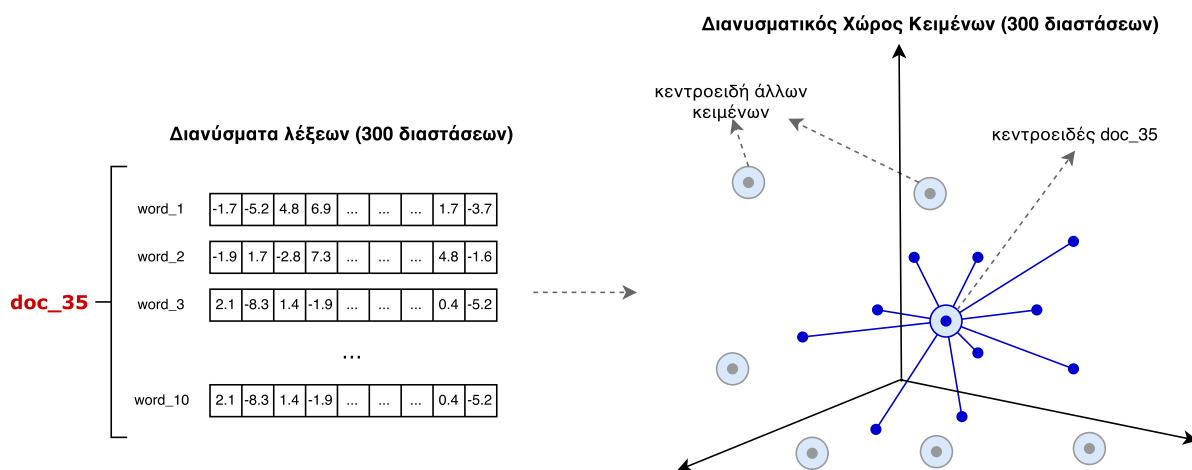 Διανυσματικός Χώρος Κειμένων (300 διαστάσεων)
κεντροειδή άλλων
κειμένων
κεντροειδές doc_35
Διανύσματα λέξεων (300 διαστάσεων)
doc_35
word_1 -1.7 -5.2 4.8 6.9 ... ... ... 1.7 -3.7
word_2 -1.9 1.7 -2.8 7.3 ... ... ... 4.8 -1.6
word_3 2.1 -8.3 1.4 -1.9 ... ... ... 0.4 -5.2
...
word_10 2.1 -8.3 1.4 -1.9 ... ... ... 0.4 -5.2